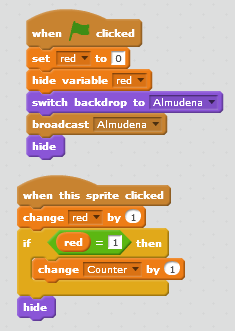 when clicked
set red to 0
hide variable red
switch backdrop to Almudena
broadcast Almudena
hide
when this sprite clicked
change red by 1
if red = 1 then
change Counter by 1
hide